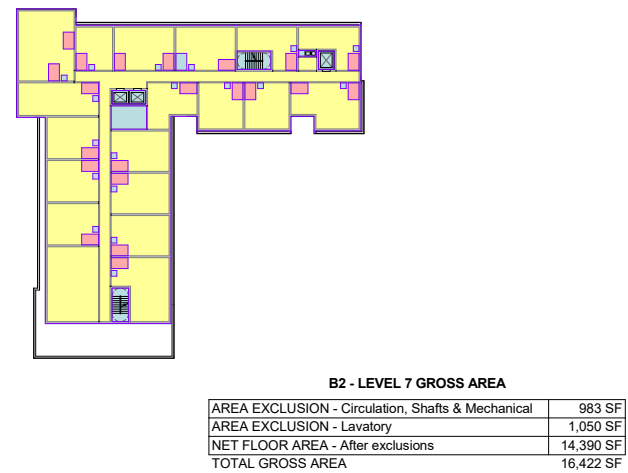 B2 - LEVEL 7 GROSS AREA
AREA EXCLUSION - Circulation, Shafts & Mechanical 983 SF
AREA EXCLUSION - Lavatory 1,050 SF
NET FLOOR AREA - After exclusions 14,390 SF
TOTAL GROSS AREA 16,422 SF